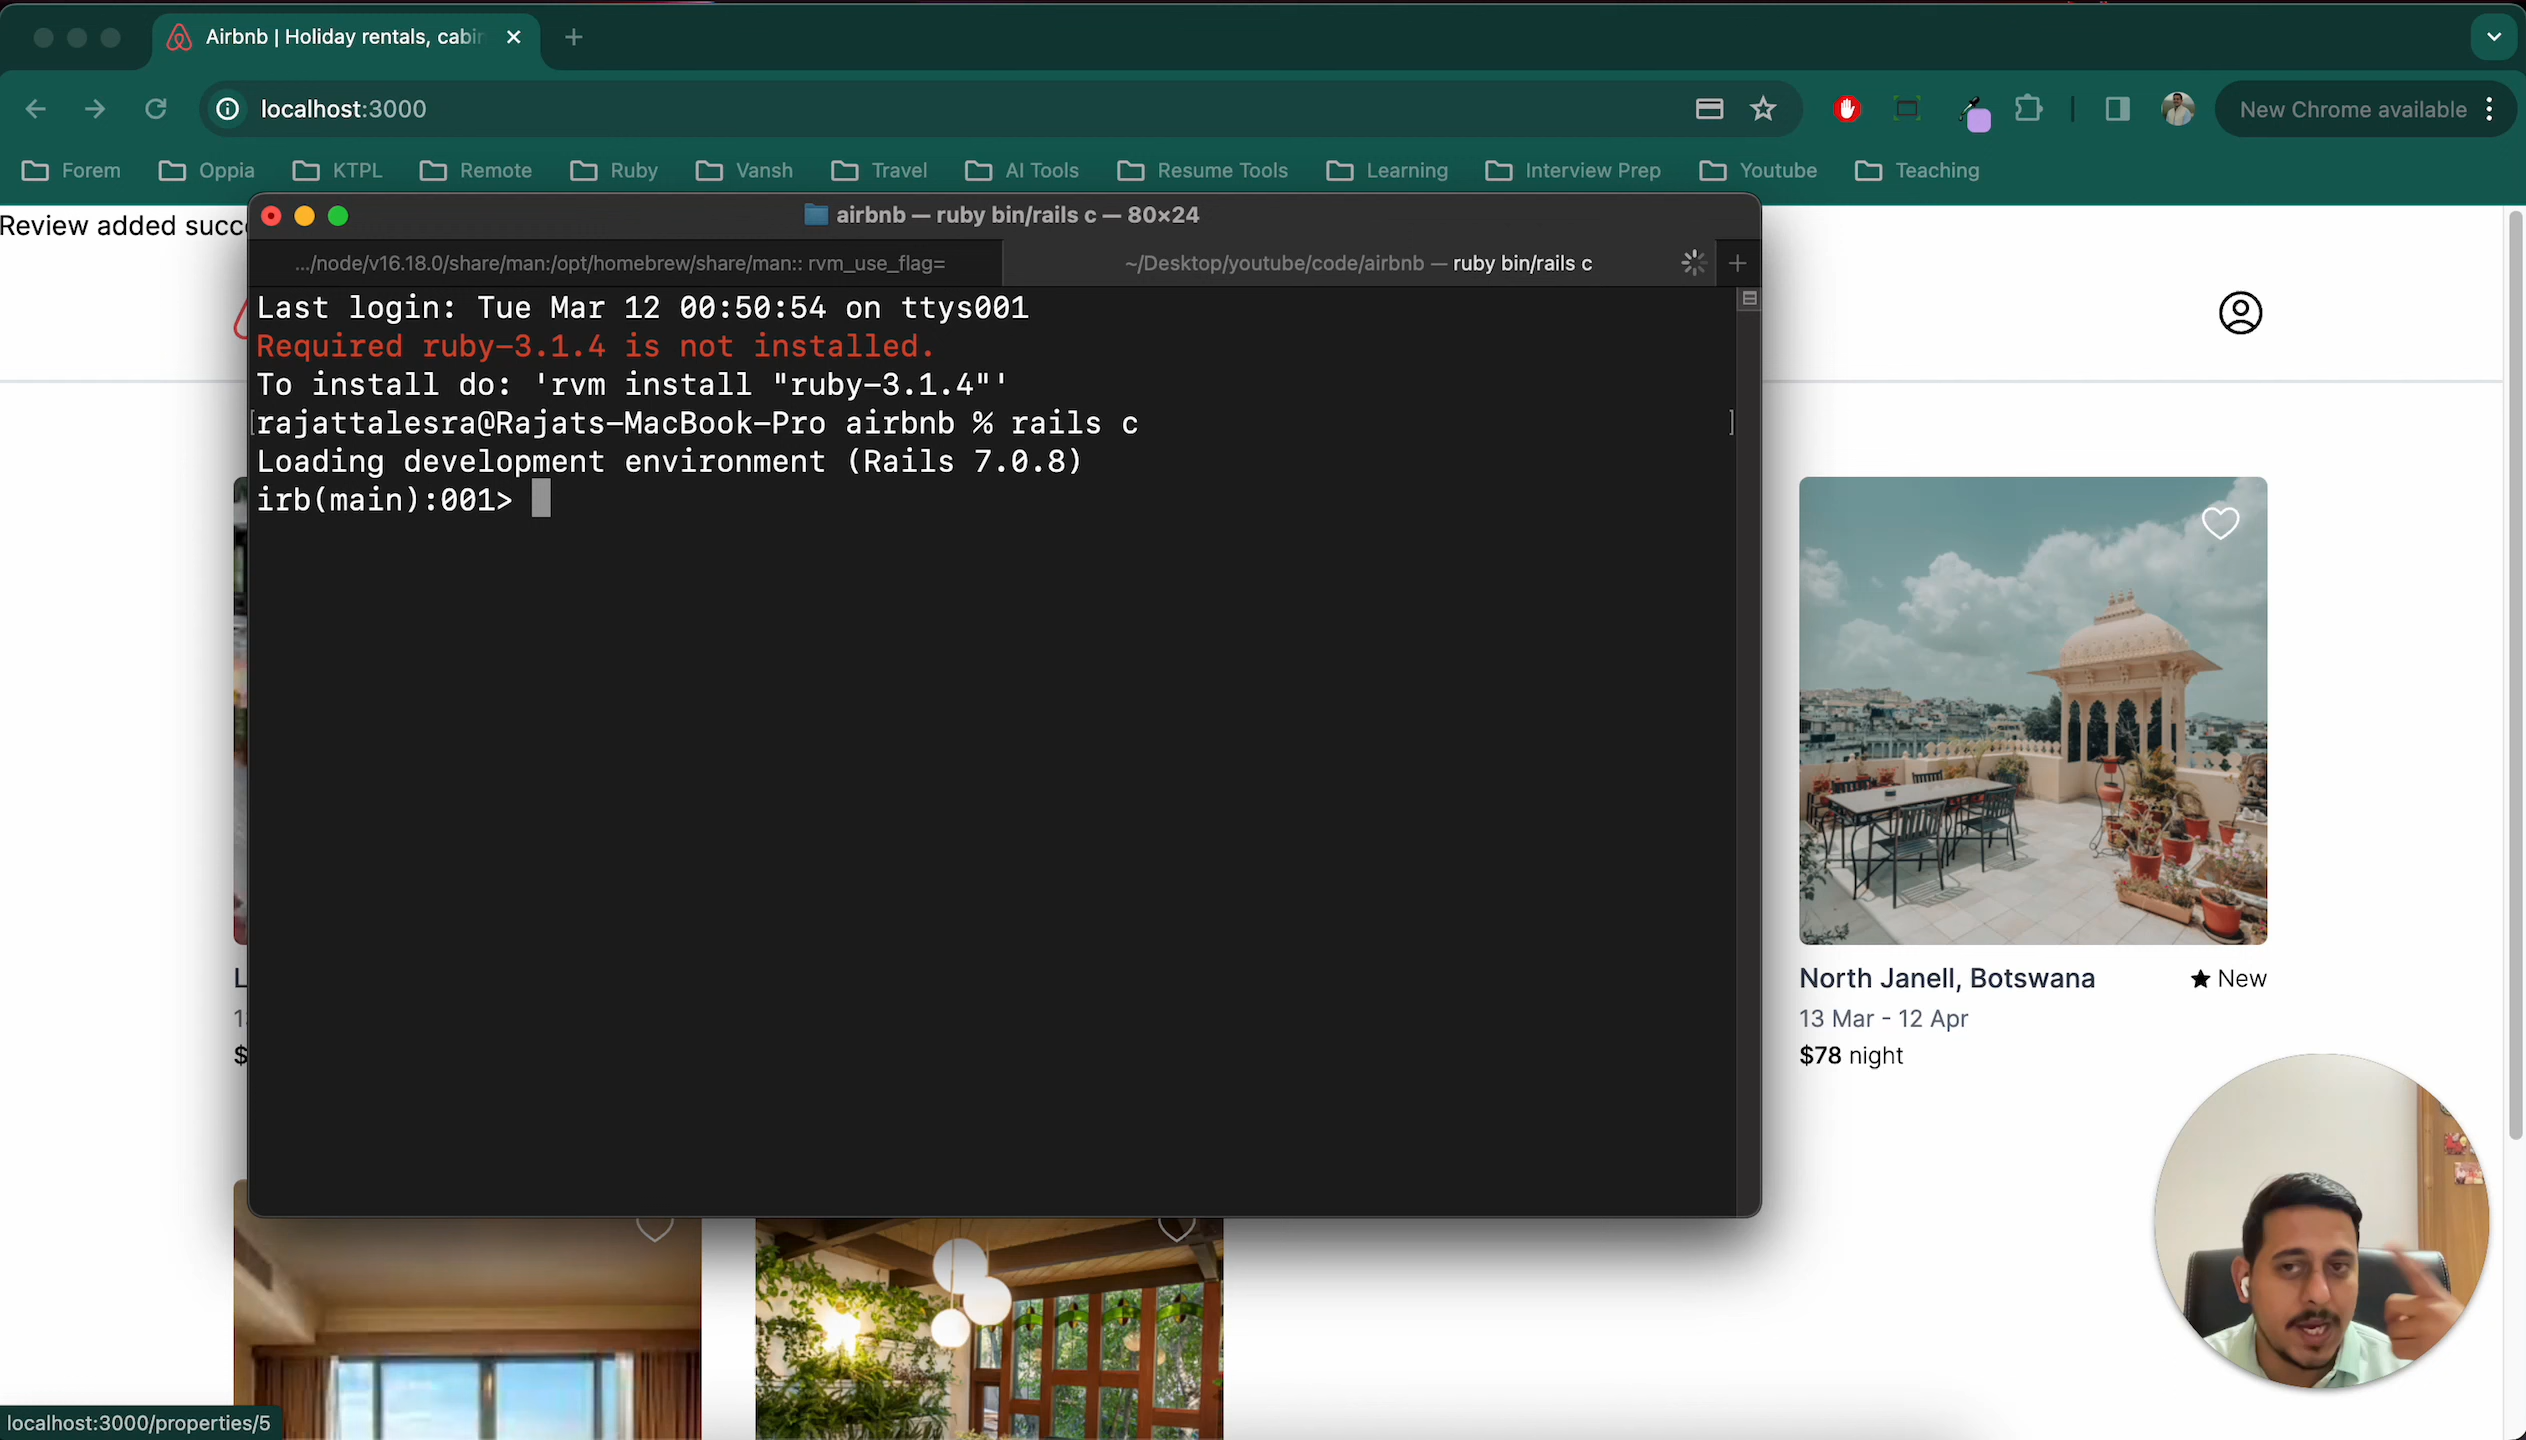 Airbnb | Holiday rentals, cabin
localhost:3000
New Chrome available
Forem
Oppia
KTPL
Remote
Ruby
Vansh
Travel
AI Tools
Resume Tools
Learning
Interview Prep
Youtube
Teaching
Review added succe
airbnb — ruby bin/rails c — 80×24
.../node/v16.18.0/share/man:/opt/homebrew/share/man:: rvm_use_flag=
~/Desktop/youtube/code/airbnb — ruby bin/rails c
Last login: Tue Mar 12 00:50:54 on ttys001
Required ruby-3.1.4 is not installed.
To install do: 'rvm install "ruby-3.1.4"'
[rajattalesra@Rajats-MacBook-Pro airbnb % rails c ]
Loading development environment (Rails 7.0.8)
irb(main):001>
L
1
$
North Janell, Botswana
★ New
13 Mar - 12 Apr
$78 night
localhost:3000/properties/5